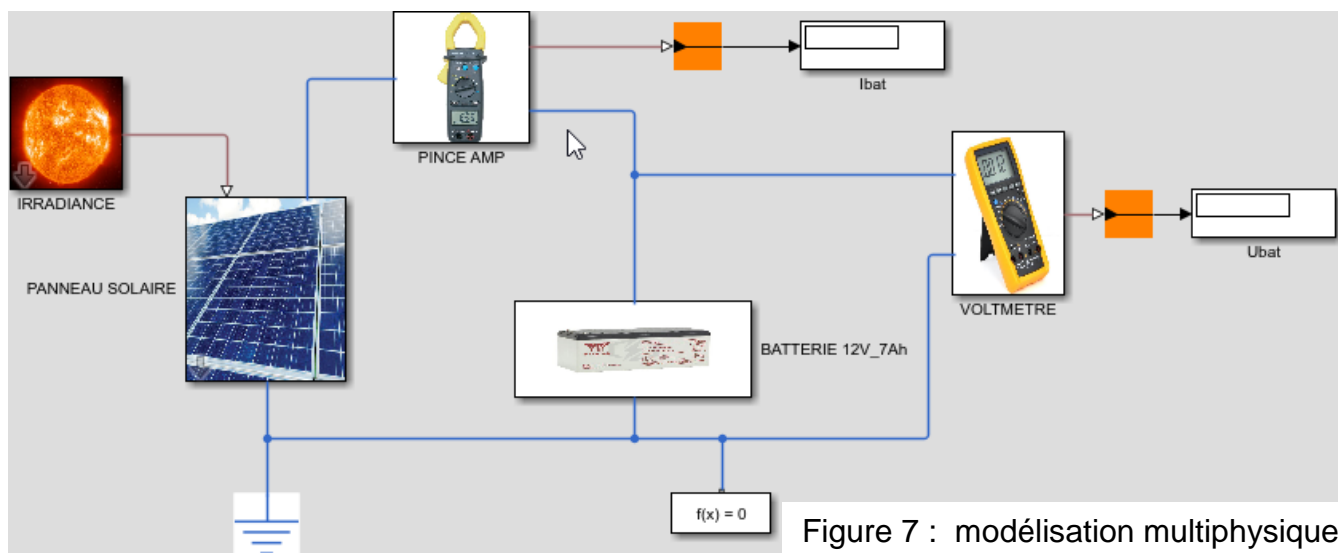 Ibat
PINCE AMP
IRRADIANCE
PANNEAU SOLAIRE
VOLTMETRE
Ubat
BATTERIE 12V_7Ah
f(x) = 0
Figure 7 : modélisation multiphysique